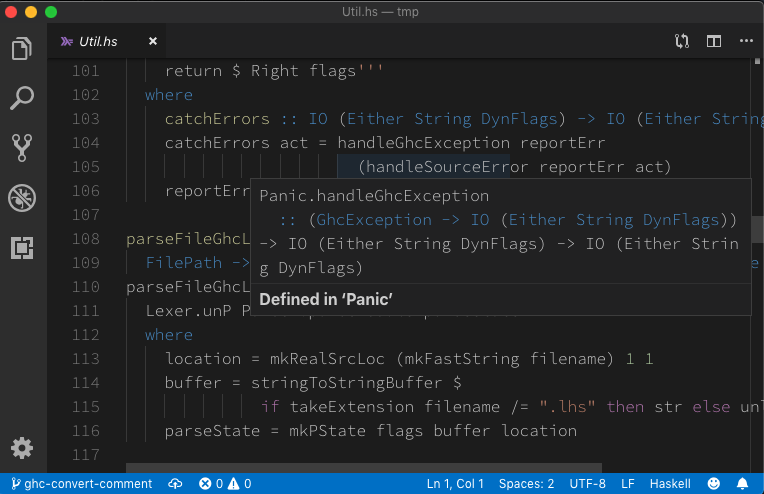 Util.hs — tmp
Util.hs ×
101 return $ Right flags'''
102 where
103 catchErrors :: IO (Either String DynFlags) -> IO (Either String
104 catchErrors act = handleGhcException reportErr
105 (handleSourceError reportErr act)
106 reportErr
Panic.handleGhcException
107 :: (GhcException -> IO (Either String DynFlags))
108 parseFileGhcL
-> IO (Either String DynFlags) -> IO (Either Strin
109 FilePath ->
g DynFlags)
110 parseFileGhcL
Defined in ‘Panic’
111 Lexer.unP P
112 where
113 location = mkRealSrcLoc (mkFastString filename) 1 1
114 buffer = stringToStringBuffer $
115 if takeExtension filename /= ".lhs" then str else unl
116 parseState = mkPState flags buffer location
117
ghc-convert-comment 0 0 Ln 1, Col 1 Spaces: 2 UTF-8 LF Haskell